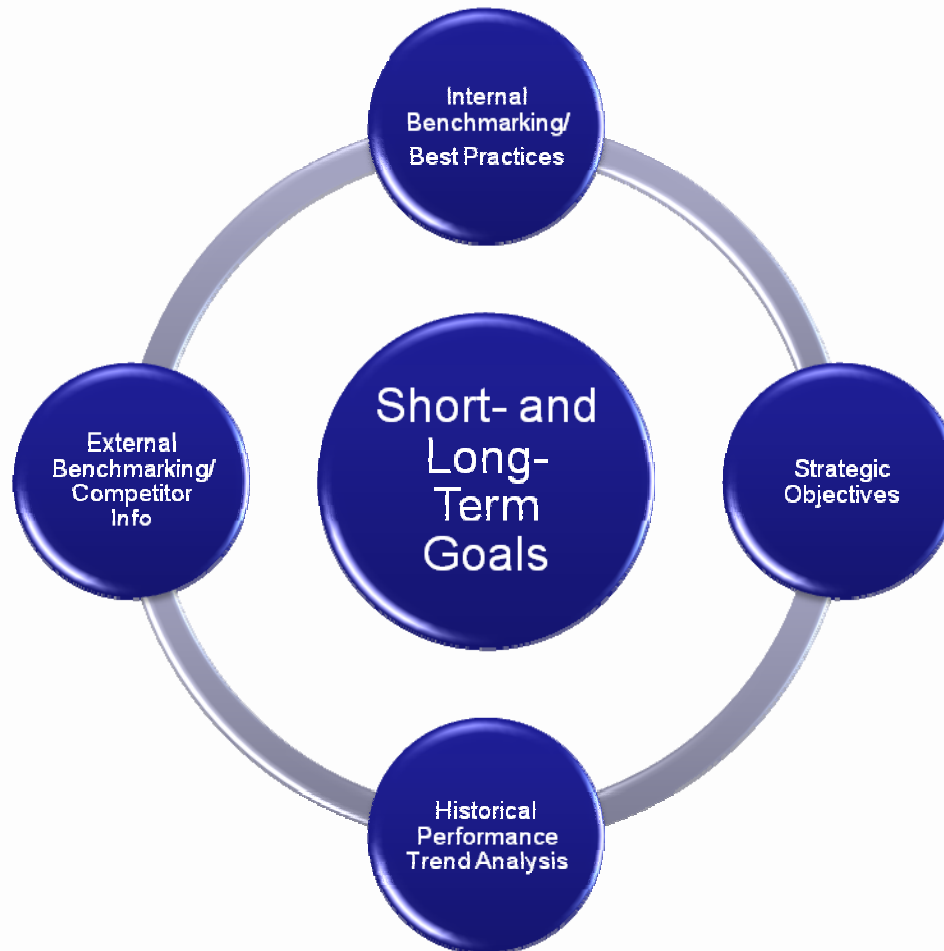 Internal
Benchmarking/
Best Practices
Short- and
Long-
Term
Goals
External
Benchmarking/
Competitor
Info
Strategic
Objectives
Historical
Performance
Trend Analysis